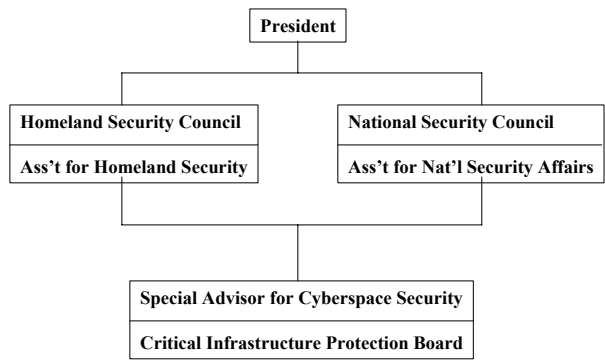 President
Homeland Security Council
Ass't for Homeland Security
National Security Council
Ass't for Nat'l Security Affairs
Special Advisor for Cyberspace Security
Critical Infrastructure Protection Board